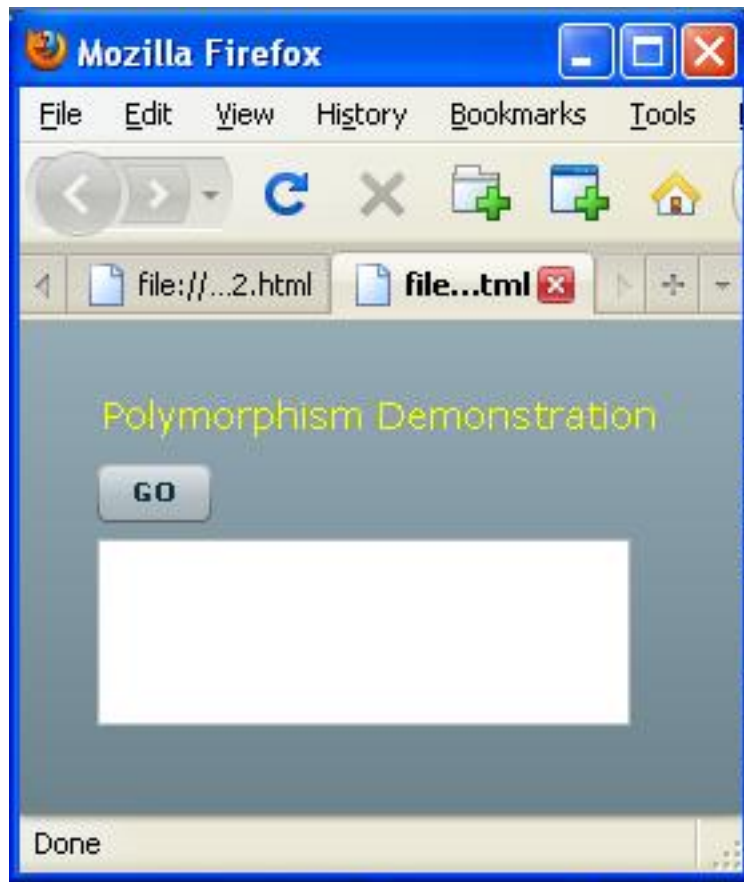 Mozilla Firefox
File Edit View History Bookmarks Tools
file://...2.html file...tml
Polymorphism Demonstration
GO
Done